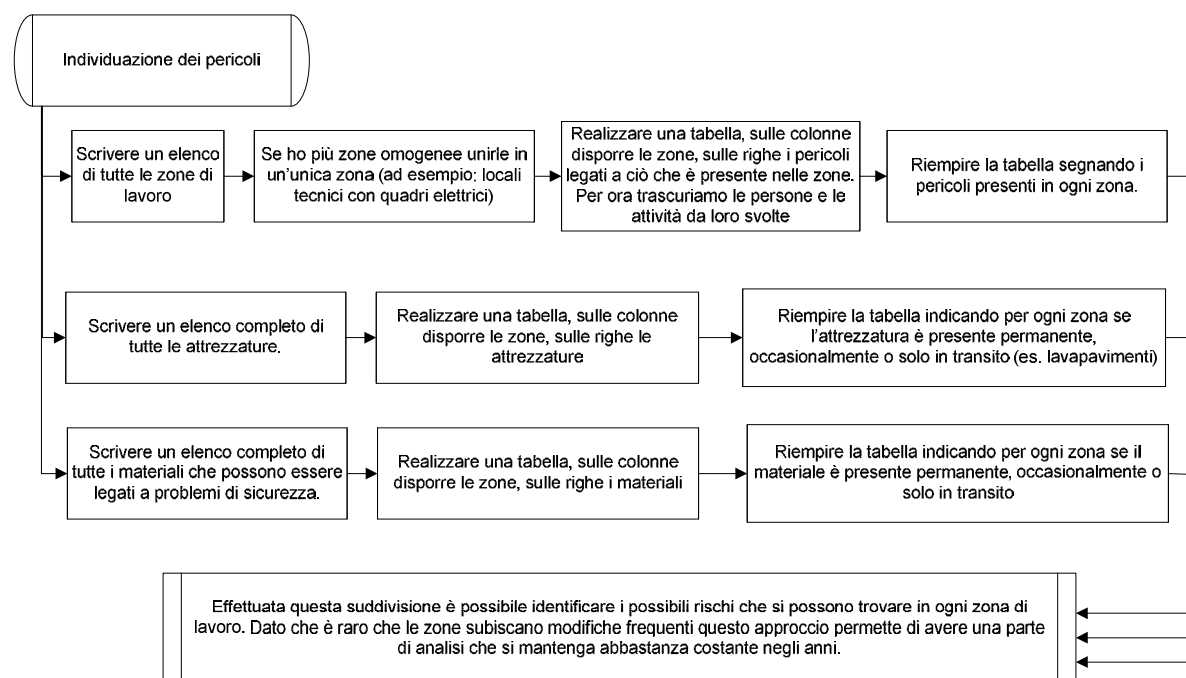 Individuazione dei pericoli
Scrivere un elenco
di tutte le zone di
lavoro
Se ho più zone omogenee unirle in
un'unica zona (ad esempio: locali
tecnici con quadri elettrici)
Realizzare una tabella, sulle colonne
disporre le zone, sulle righe i pericoli
legati a ciò che è presente nelle zone.
Per ora trascuriamo le persone e le
attività da loro svolte
Riempire la tabella segnando i
pericoli presenti in ogni zona.
Scrivere un elenco completo di
tutte le attrezzature.
Realizzare una tabella, sulle colonne
disporre le zone, sulle righe le
attrezzature
Riempire la tabella indicando per ogni zona se
l'attrezzatura è presente permanente,
occasionalmente o solo in transito (es. lavapavimenti)
Scrivere un elenco completo di
tutte i materiali che possono essere
legati a problemi di sicurezza.
Realizzare una tabella, sulle colonne
disporre le zone, sulle righe i materiali
Riempire la tabella indicando per ogni zona se il
materiale è presente permanente, occasionalmente o
solo in transito
Effettuata questa suddivisione è possibile identificare i possibili rischi che si possono trovare in ogni zona di
lavoro. Dato che è raro che le zone subiscano modifiche frequenti questo approccio permette di avere una parte
di analisi che si mantenga abbastanza costante negli anni.